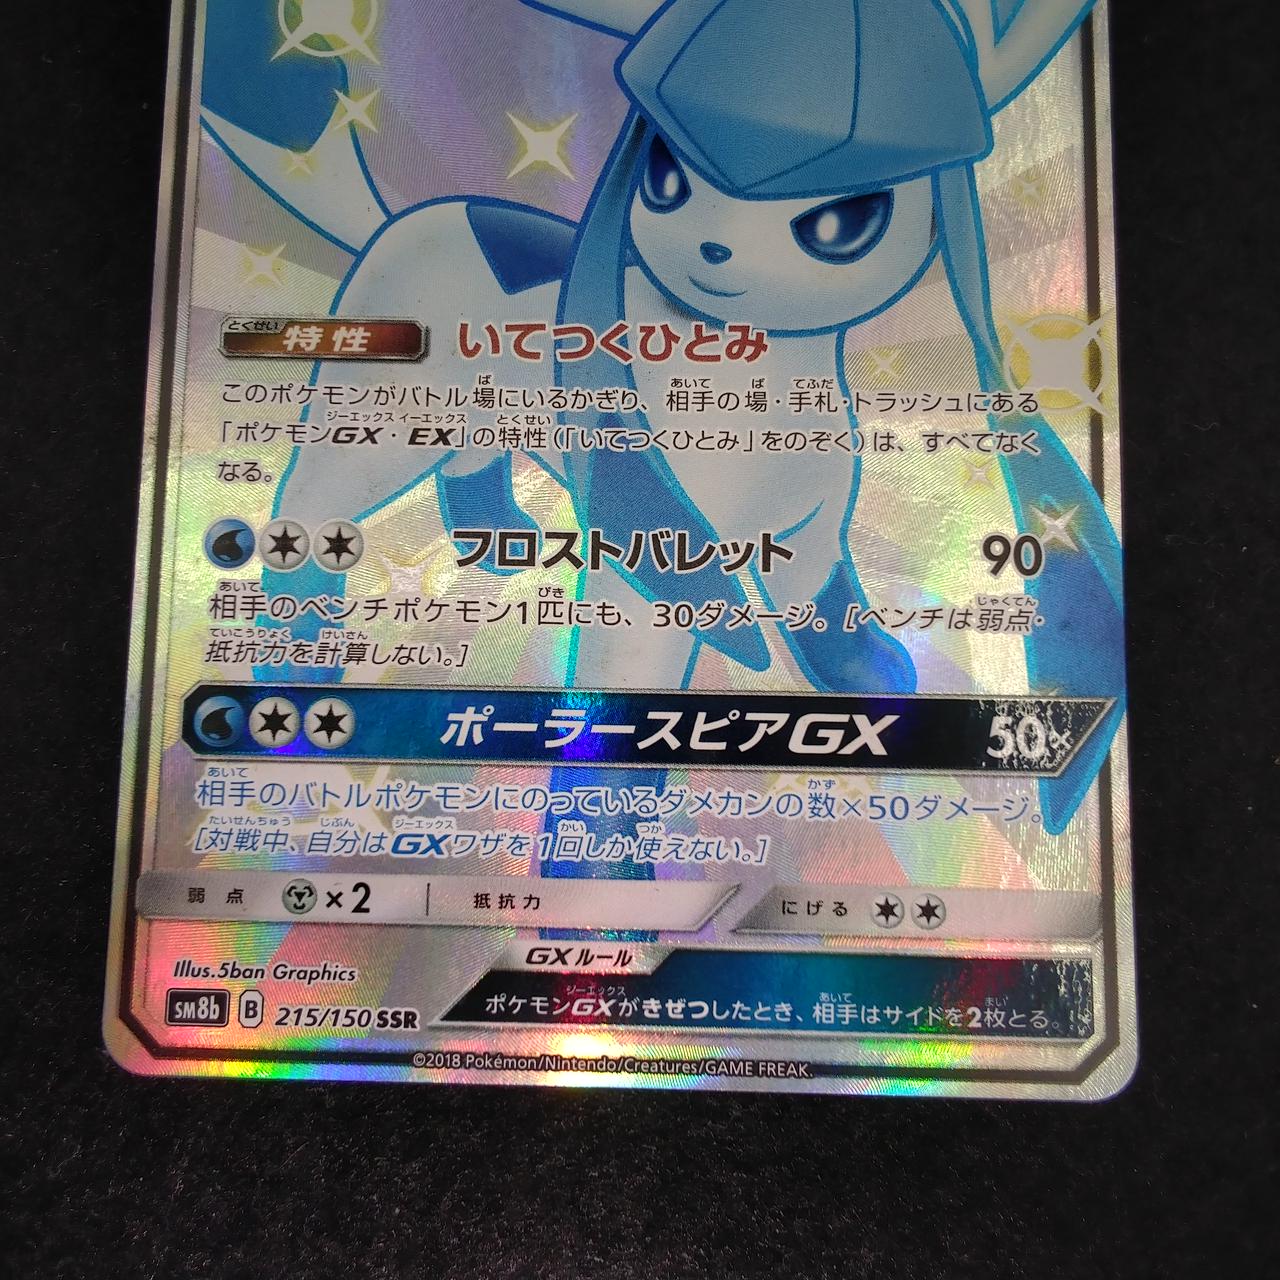 とくせい
特性 いてつくひとみ
ば あいて ば てふだ
このポケモンがバトル場にいるかぎり、相手の場・手札・トラッシュにある
ジーエックス イーエックス とくせい
「ポケモンGX・EX」の特性(「いてつくひとみ」をのぞく)は、すべてなく
なる。
フロストバレット 90
あいて びき じゃくてん
相手のベンチポケモン1匹にも、30ダメージ。[ベンチは弱点・
ていこうりょく けいさん
抵抗力を計算しない。]
ポーラースピアGX 50×
あいて かず
相手のバトルポケモンにのっているダメカンの数×50ダメージ。
たいせんちゅう じぶん ジーエックス かい つか
[対戦中、自分はGXワザを1回しか使えない。]
弱点 ×2 抵抗力 にげる
GXルール
Illus.5ban Graphics
ジーエックス あいて まい
ポケモンGXがきぜつしたとき、相手はサイドを2枚とる。
SM8b B 215/150 SSR
©2018 Pokémon/Nintendo/Creatures/GAME FREAK.